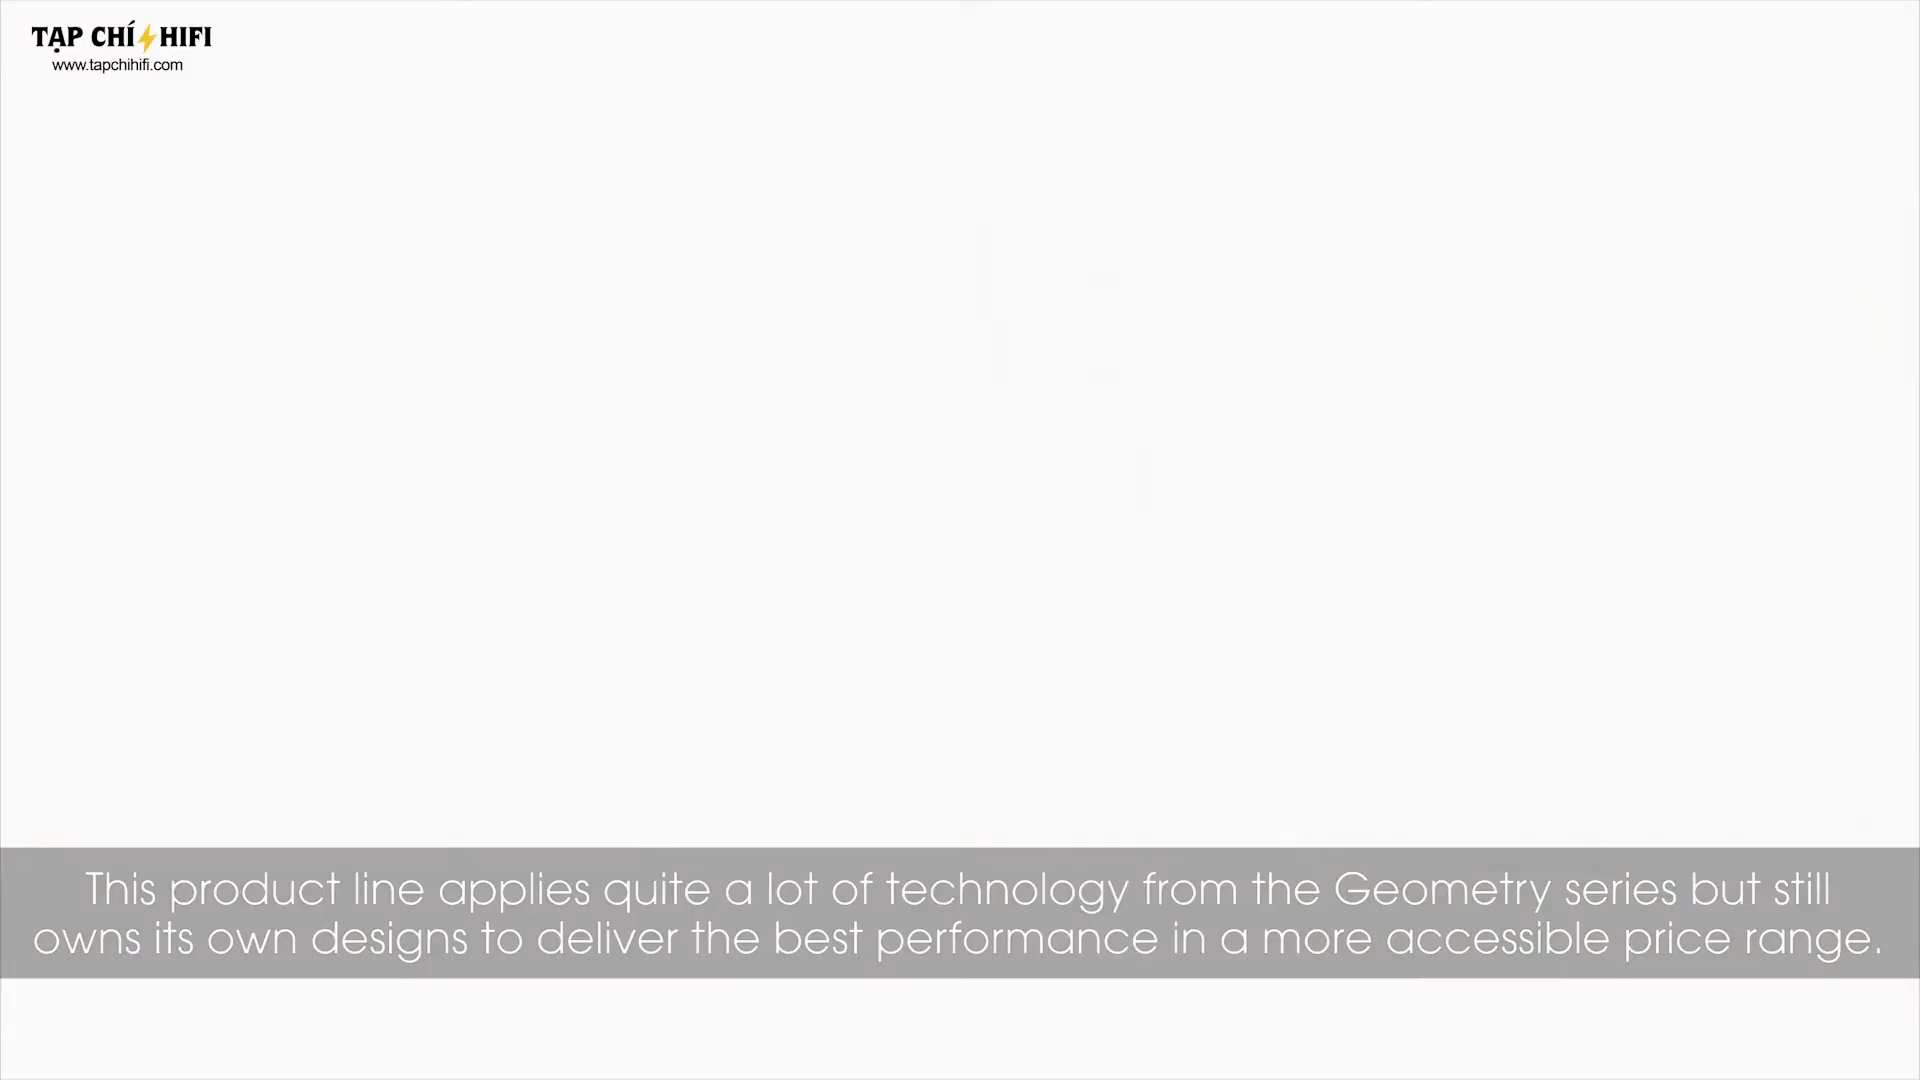 TẠP CHÍ HIFI
www.tapchihifi.com
This product line applies quite a lot of technology from the Geometry series but still
owns its own designs to deliver the best performance in a more accessible price range.